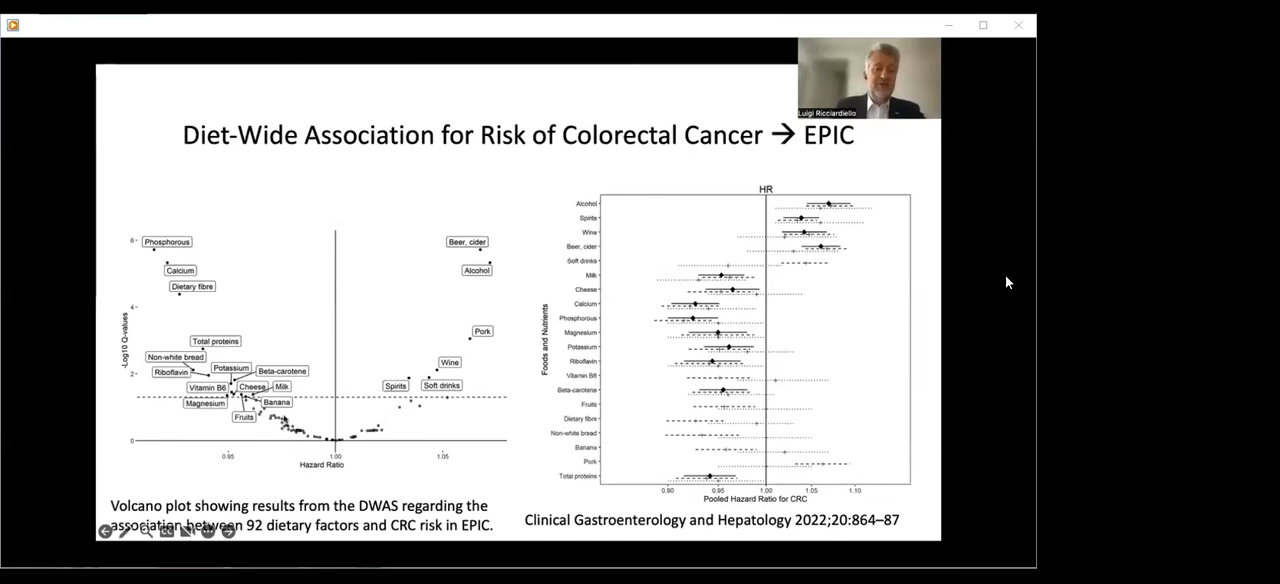 Luigi Ricciardiello
Diet-Wide Association for Risk of Colorectal Cancer → EPIC
-Log10 Q-values
6
4
2
0
Phosphorous
Calcium
Dietary fibre
Total proteins
Non-white bread
Riboflavin
Potassium
Beta-carotene
Vitamin B6
Cheese
Milk
Magnesium
Banana
Fruits
Beer, cider
Alcohol
Pork
Wine
Spirits
Soft drinks
0.95
1.00
1.05
Hazard Ratio
Volcano plot showing results from the DWAS regarding the
association between 92 dietary factors and CRC risk in EPIC.
HR
Foods and Nutrients
Alcohol
Spirits
Wine
Beer, cider
Soft drinks
Milk
Cheese
Calcium
Phosphorous
Magnesium
Potassium
Riboflavin
Vitamin B6
Beta-carotene
Fruits
Dietary fibre
Non-white bread
Banana
Pork
Total proteins
0.90
0.95
1.00
1.05
1.10
Pooled Hazard Ratio for CRC
Clinical Gastroenterology and Hepatology 2022;20:864–87